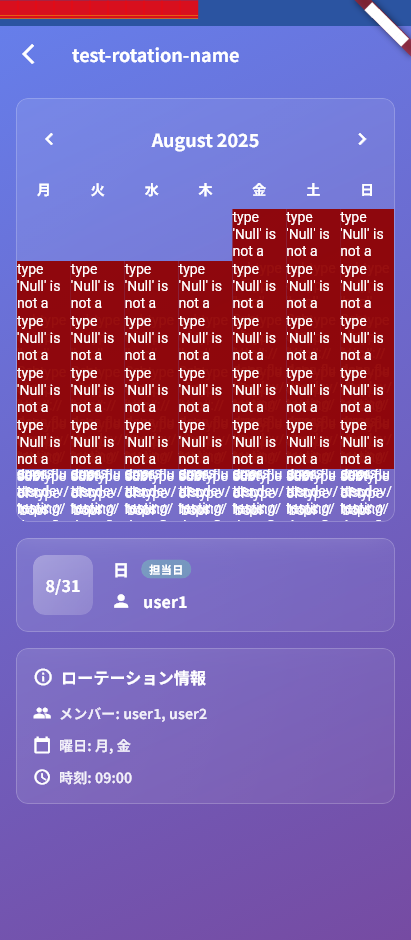 test-rotation-name
August 2025
月 火 水 木 金 土 日
type type type
'Null' is 'Null' is 'Null' is
not a not a not a
type type type type type type type
'Null' is 'Null' is 'Null' is 'Null' is 'Null' is 'Null' is 'Null' is
not a not a not a not a not a not a not a
type type type type type type type
'Null' is 'Null' is 'Null' is 'Null' is 'Null' is 'Null' is 'Null' is
not a not a not a not a not a not a not a
type type type type type type type
'Null' is 'Null' is 'Null' is 'Null' is 'Null' is 'Null' is 'Null' is
not a not a not a not a not a not a not a
type type type type type type type
'Null' is 'Null' is 'Null' is 'Null' is 'Null' is 'Null' is 'Null' is
not a not a not a not a not a not a not a
8/31
日 担当日
user1
ローテーション情報
メンバー: user1, user2
曜日: 月, 金
時刻: 09:00